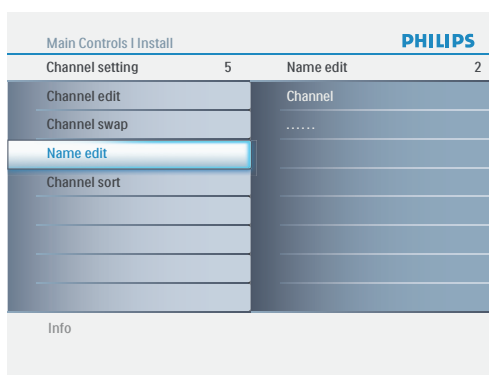 Main Controls I Install
PHILIPS
Channel setting 5
Name edit 2
Channel edit
Channel
Channel swap
......
Name edit
Channel sort
Info